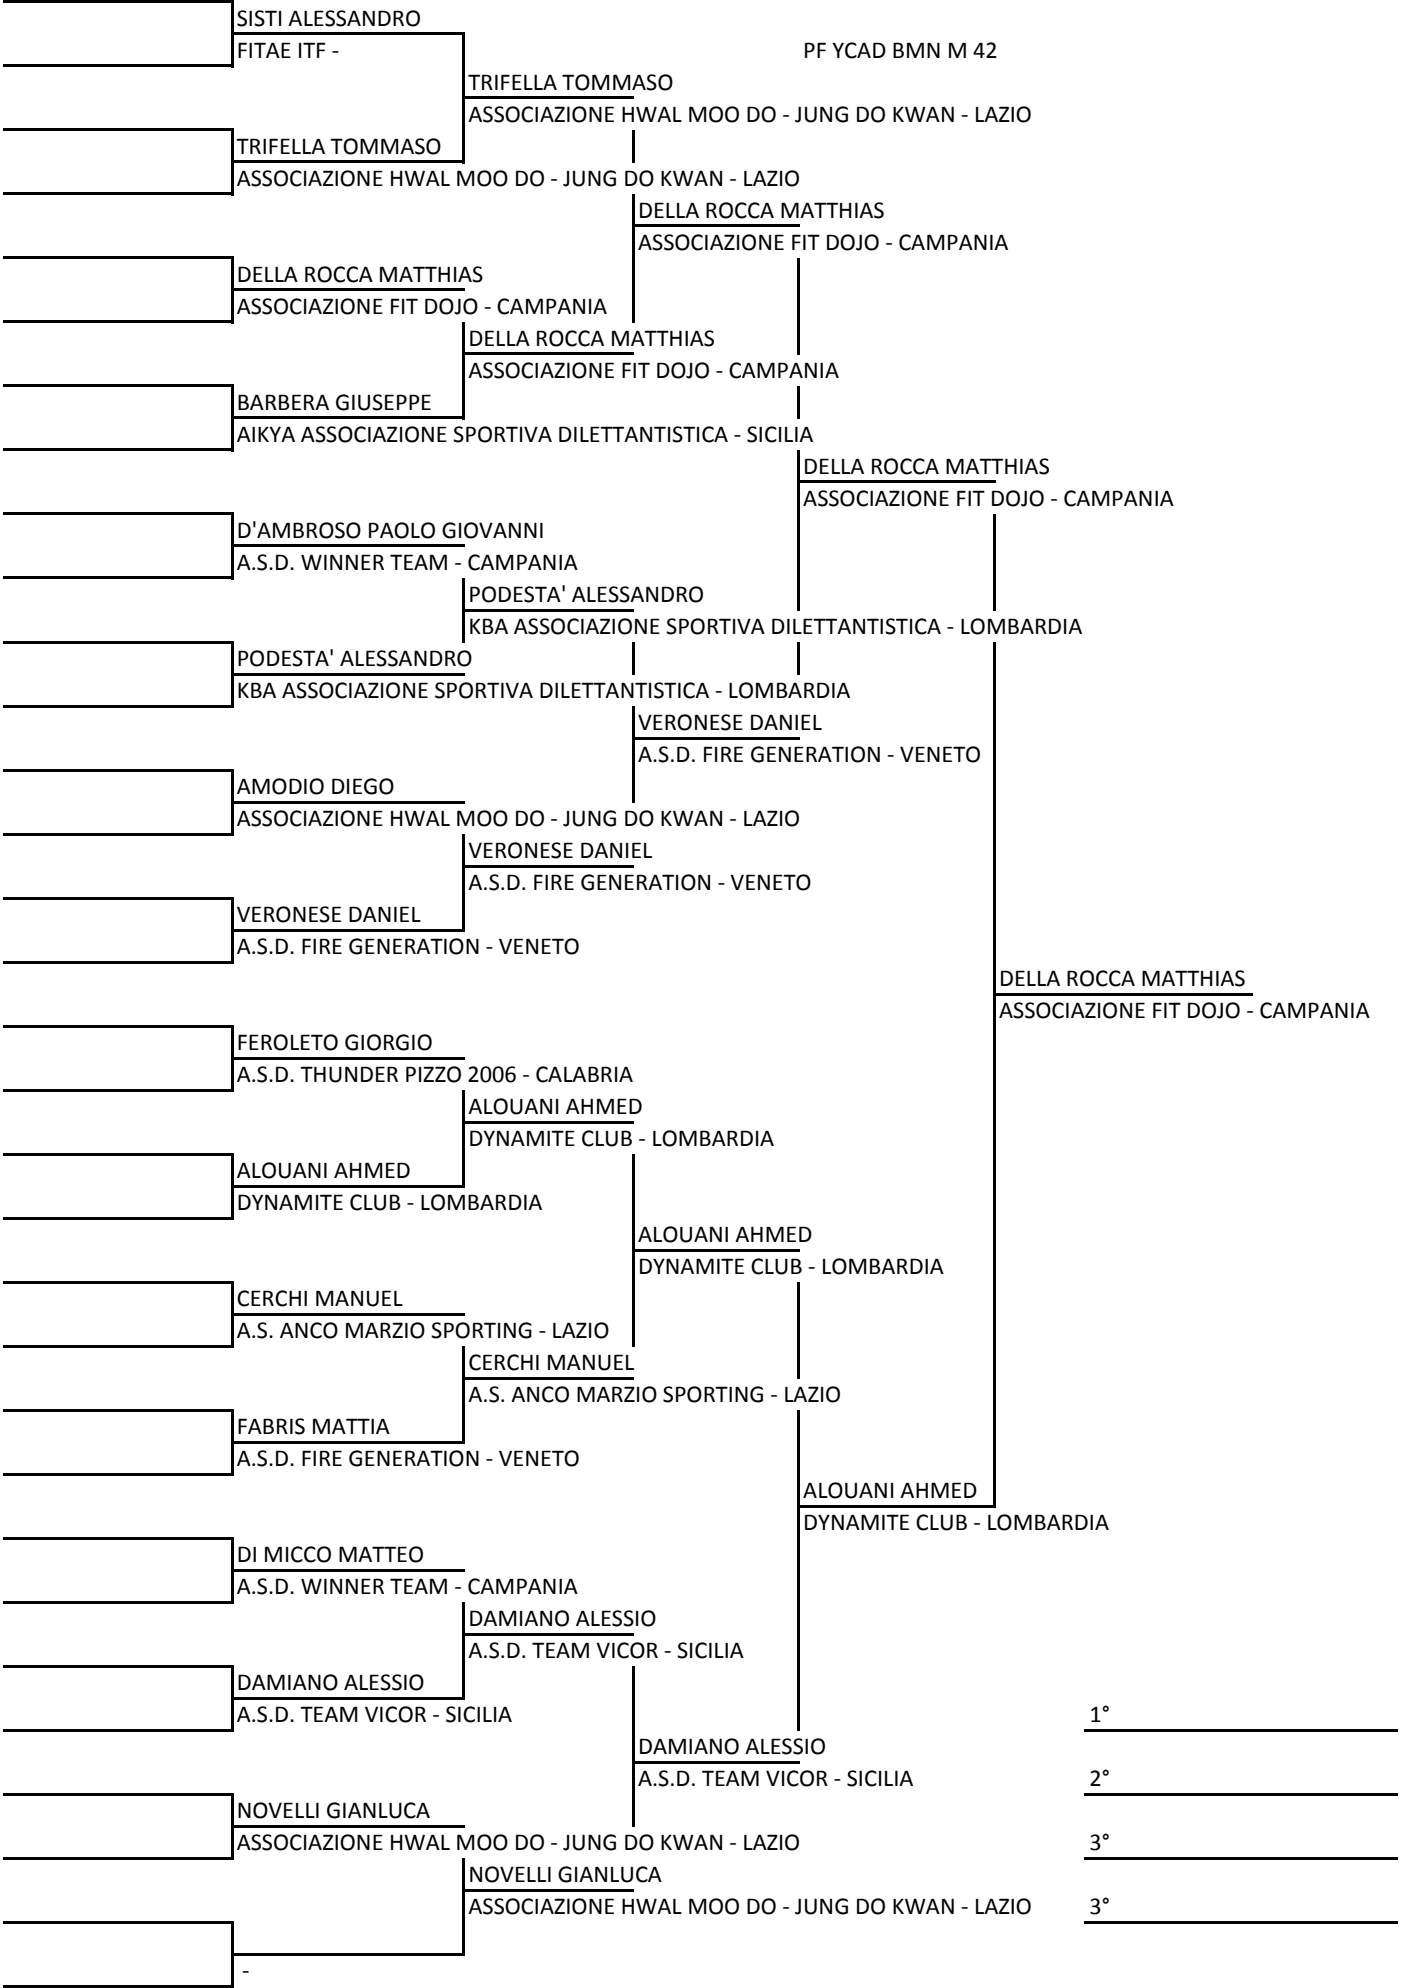 SISTI ALESSANDRO
FITAE ITF -
PF YCAD BMN M 42
TRIFELLA TOMMASO
ASSOCIAZIONE HWAL MOO DO - JUNG DO KWAN - LAZIO
TRIFELLA TOMMASO
ASSOCIAZIONE HWAL MOO DO - JUNG DO KWAN - LAZIO
DELLA ROCCA MATTHIAS
ASSOCIAZIONE FIT DOJO - CAMPANIA
DELLA ROCCA MATTHIAS
ASSOCIAZIONE FIT DOJO - CAMPANIA
DELLA ROCCA MATTHIAS
ASSOCIAZIONE FIT DOJO - CAMPANIA
BARBERA GIUSEPPE
AIKYA ASSOCIAZIONE SPORTIVA DILETTANTISTICA - SICILIA
DELLA ROCCA MATTHIAS
ASSOCIAZIONE FIT DOJO - CAMPANIA
D'AMBROSO PAOLO GIOVANNI
A.S.D. WINNER TEAM - CAMPANIA
PODESTA' ALESSANDRO
KBA ASSOCIAZIONE SPORTIVA DILETTANTISTICA - LOMBARDIA
PODESTA' ALESSANDRO
KBA ASSOCIAZIONE SPORTIVA DILETTANTISTICA - LOMBARDIA
VERONESE DANIEL
A.S.D. FIRE GENERATION - VENETO
AMODIO DIEGO
ASSOCIAZIONE HWAL MOO DO - JUNG DO KWAN - LAZIO
VERONESE DANIEL
A.S.D. FIRE GENERATION - VENETO
VERONESE DANIEL
A.S.D. FIRE GENERATION - VENETO
DELLA ROCCA MATTHIAS
ASSOCIAZIONE FIT DOJO - CAMPANIA
FEROLETO GIORGIO
A.S.D. THUNDER PIZZO 2006 - CALABRIA
ALOUANI AHMED
DYNAMITE CLUB - LOMBARDIA
ALOUANI AHMED
DYNAMITE CLUB - LOMBARDIA
ALOUANI AHMED
DYNAMITE CLUB - LOMBARDIA
CERCHI MANUEL
A.S. ANCO MARZIO SPORTING - LAZIO
CERCHI MANUEL
A.S. ANCO MARZIO SPORTING - LAZIO
FABRIS MATTIA
A.S.D. FIRE GENERATION - VENETO
ALOUANI AHMED
DYNAMITE CLUB - LOMBARDIA
DI MICCO MATTEO
A.S.D. WINNER TEAM - CAMPANIA
DAMIANO ALESSIO
A.S.D. TEAM VICOR - SICILIA
DAMIANO ALESSIO
A.S.D. TEAM VICOR - SICILIA
1°
DAMIANO ALESSIO
A.S.D. TEAM VICOR - SICILIA
2°
NOVELLI GIANLUCA
ASSOCIAZIONE HWAL MOO DO - JUNG DO KWAN - LAZIO
3°
NOVELLI GIANLUCA
ASSOCIAZIONE HWAL MOO DO - JUNG DO KWAN - LAZIO
3°
-